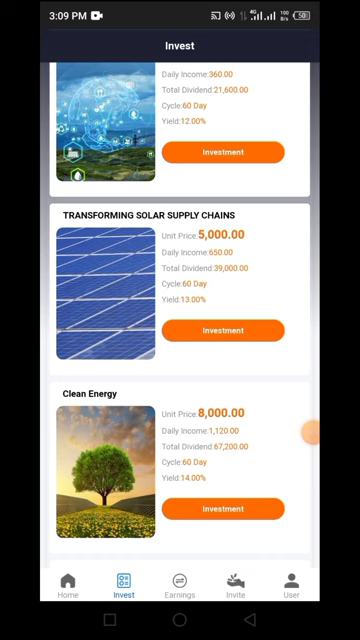 3:09 PM
4G
100
B/s
50
Invest
Daily Income:360.00
Total Dividend:21,600.00
Cycle:60 Day
Yield:12.00%
Investment
TRANSFORMING SOLAR SUPPLY CHAINS
Unit Price:5,000.00
Daily Income:650.00
Total Dividend:39,000.00
Cycle:60 Day
Yield:13.00%
Investment
Clean Energy
Unit Price:8,000.00
Daily Income:1,120.00
Total Dividend:67,200.00
Cycle:60 Day
Yield:14.00%
Investment
Home Invest Earnings Invite User